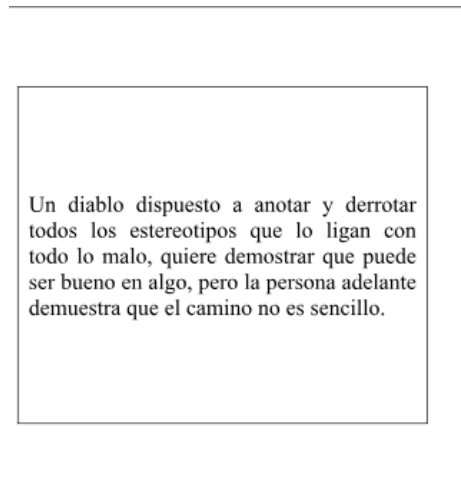 Un diablo dispuesto a anotar y derrotar
todos los estereotipos que lo ligan con
todo lo malo, quiere demostrar que puede
ser bueno en algo, pero la persona adelante
demuestra que el camino no es sencillo.